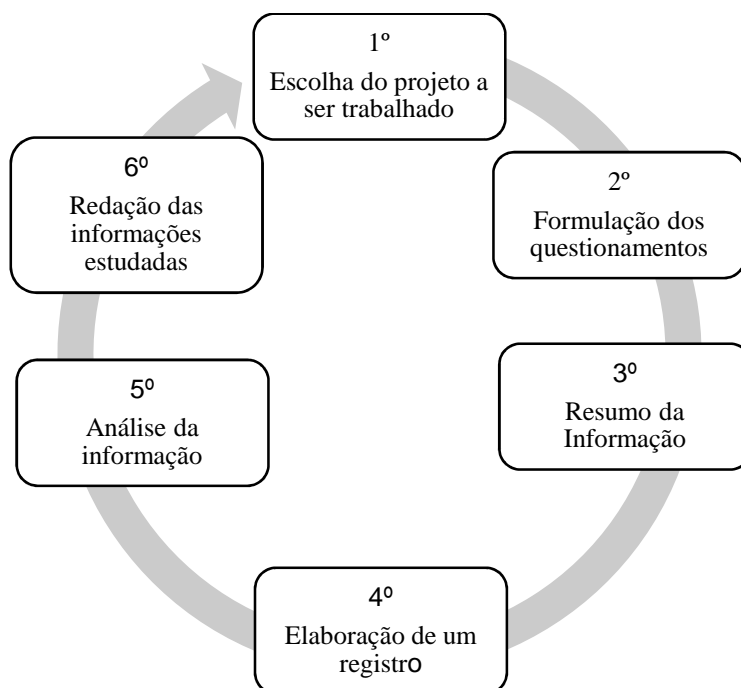 1º
Escolha do projeto a
ser trabalhado
2º
Formulação dos
questionamentos
3º
Resumo da
Informação
4º
Elaboração de um
registro
5º
Análise da
informação
6º
Redação das
informações
estudadas